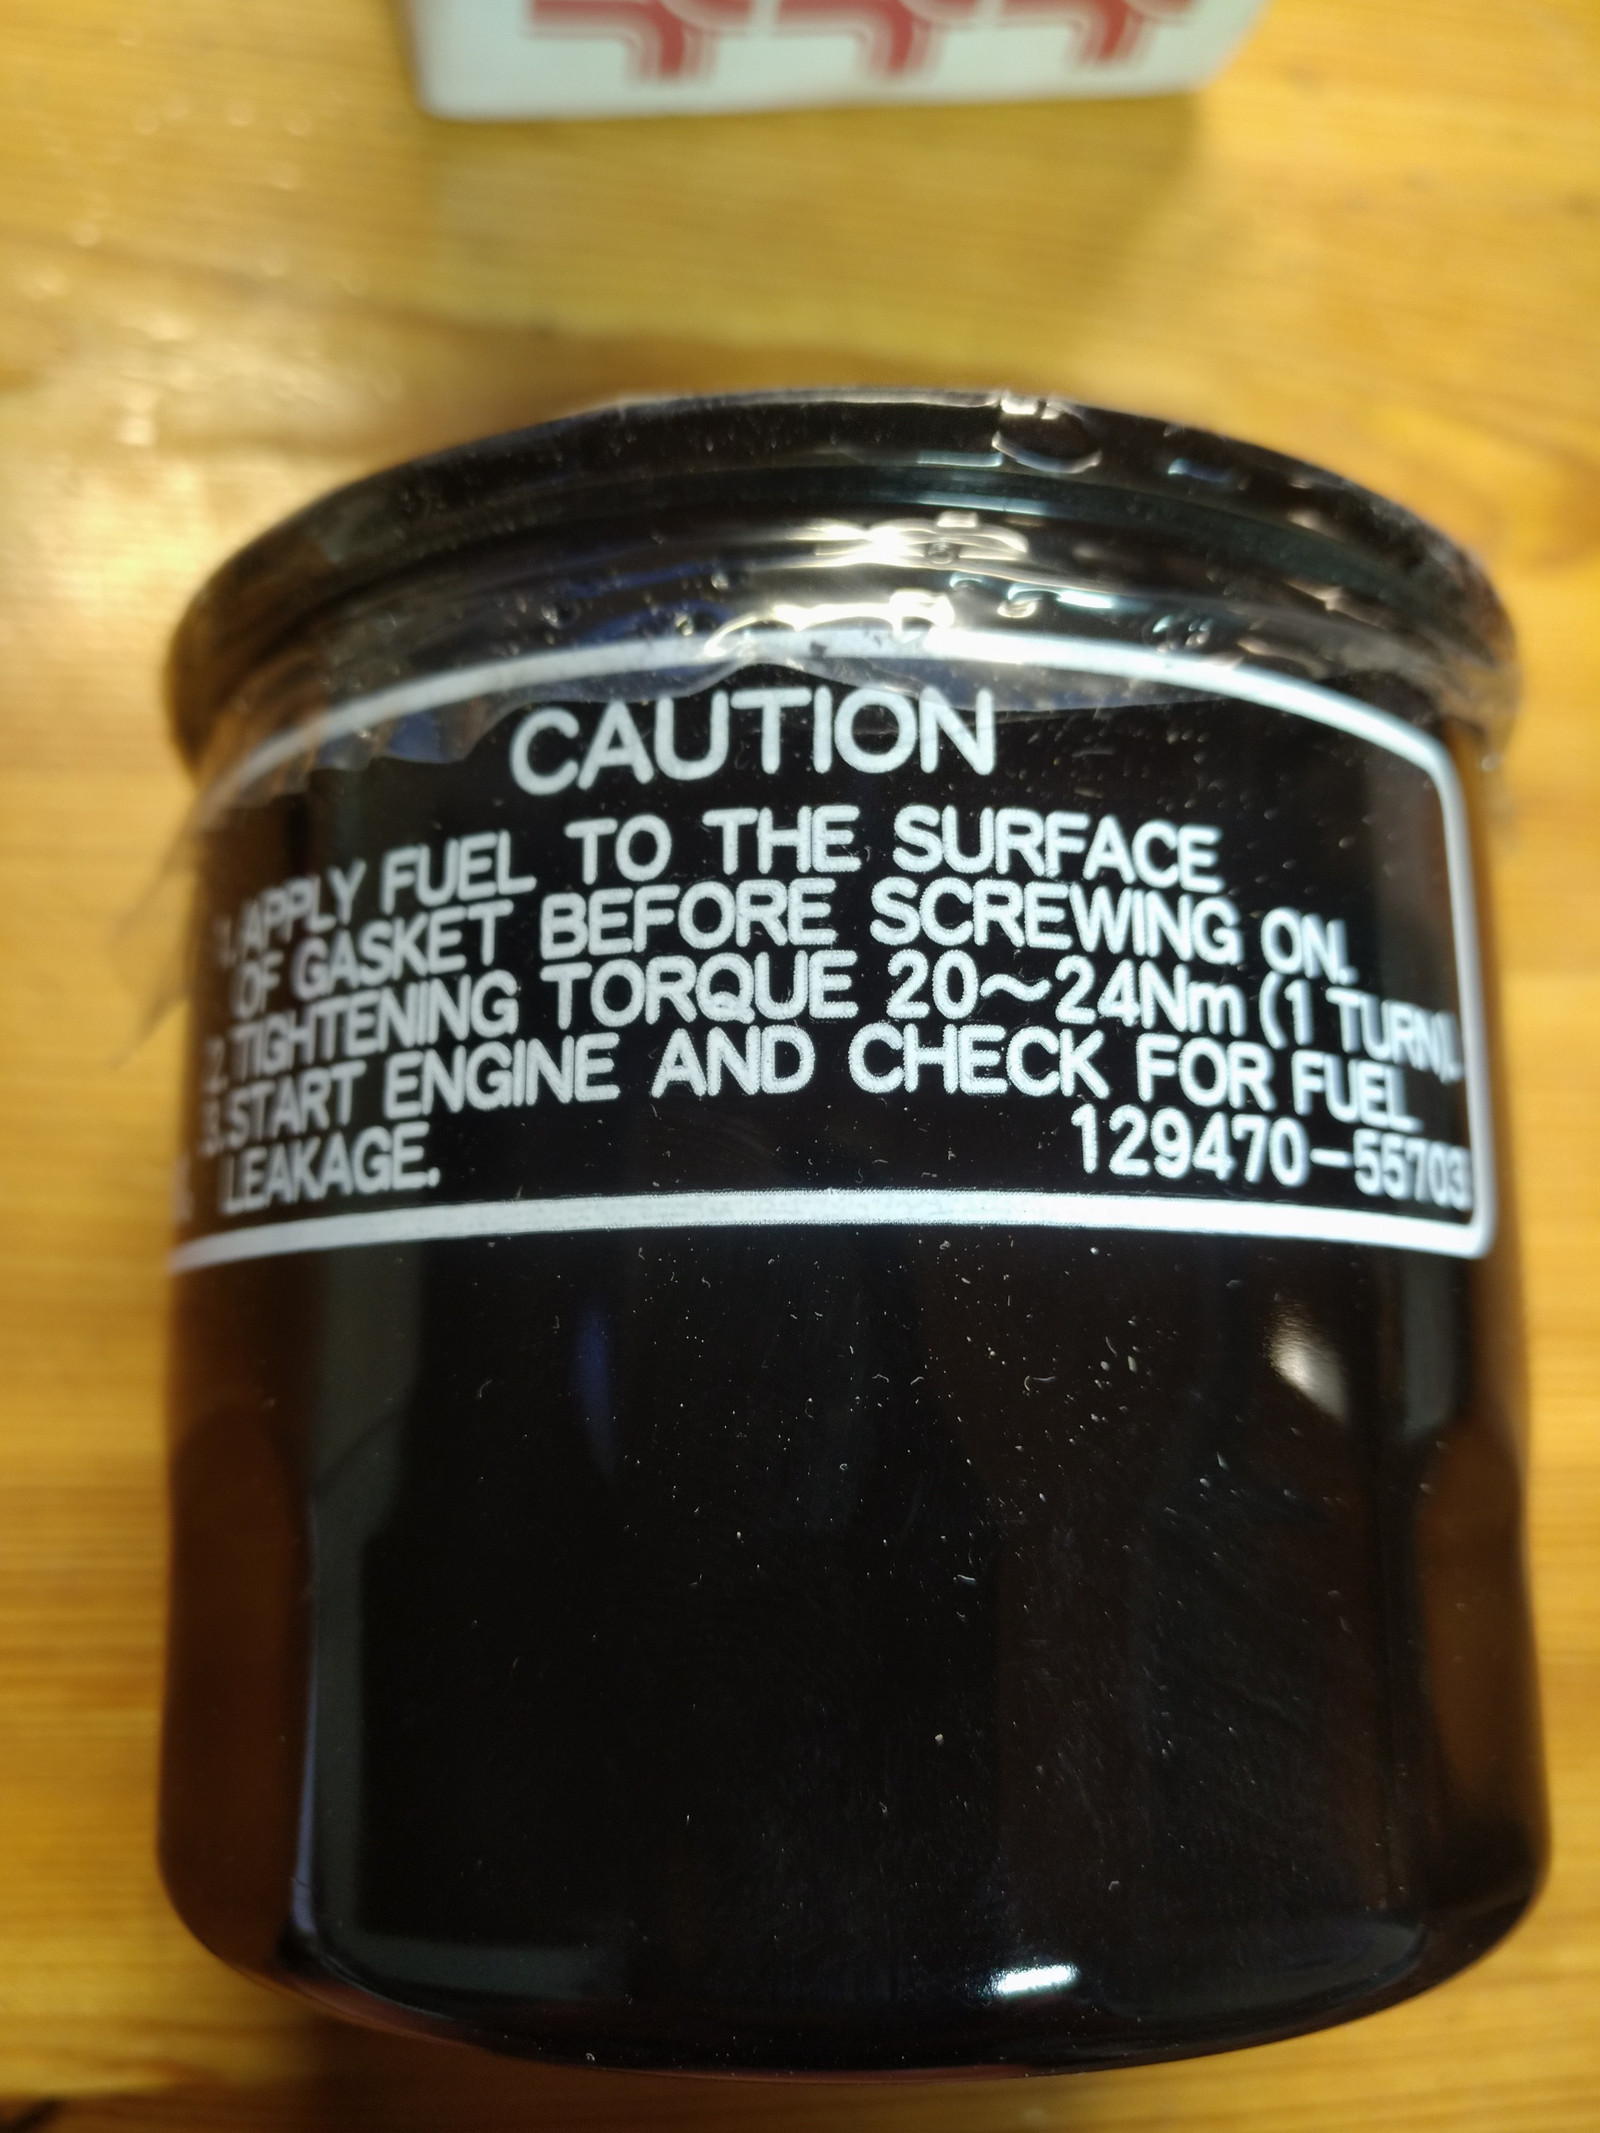 CAUTION
1. APPLY FUEL TO THE SURFACE
OF GASKET BEFORE SCREWING ON.
2. TIGHTENING TORQUE 20~24Nm (1 TURN).
3. START ENGINE AND CHECK FOR FUEL
LEAKAGE.
129470-55703